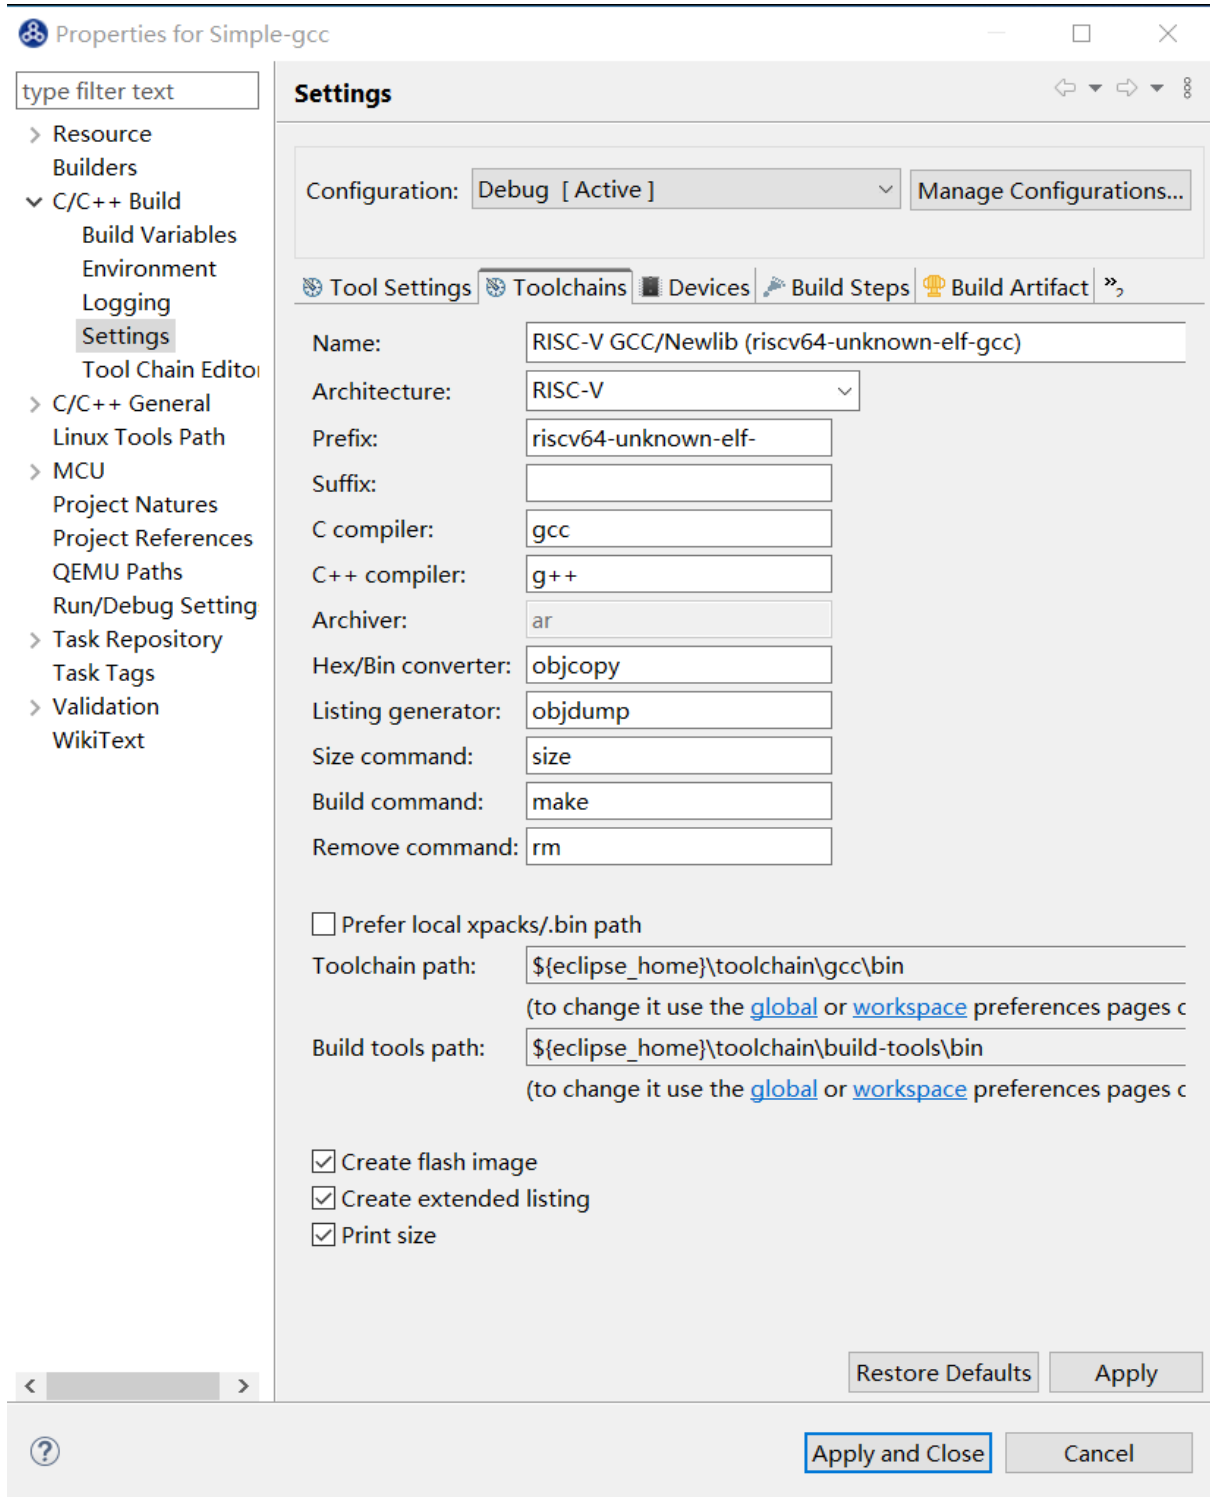 Properties for Simple-gcc
type filter text
Resource
Builders
C/C++ Build
Build Variables
Environment
Logging
Settings
Tool Chain Editor
C/C++ General
Linux Tools Path
MCU
Project Natures
Project References
QEMU Paths
Run/Debug Setting
Task Repository
Task Tags
Validation
WikiText
Settings
Configuration: Debug [ Active ] Manage Configurations...
Tool Settings Toolchains Devices Build Steps Build Artifact »₂
Name: RISC-V GCC/Newlib (riscv64-unknown-elf-gcc)
Architecture: RISC-V
Prefix: riscv64-unknown-elf-
Suffix:
C compiler: gcc
C++ compiler: g++
Archiver: ar
Hex/Bin converter: objcopy
Listing generator: objdump
Size command: size
Build command: make
Remove command: rm
Prefer local xpacks/.bin path
Toolchain path: ${eclipse_home}\toolchain\gcc\bin
(to change it use the global or workspace preferences pages o
Build tools path: ${eclipse_home}\toolchain\build-tools\bin
(to change it use the global or workspace preferences pages o
Create flash image
Create extended listing
Print size
Restore Defaults Apply
Apply and Close Cancel